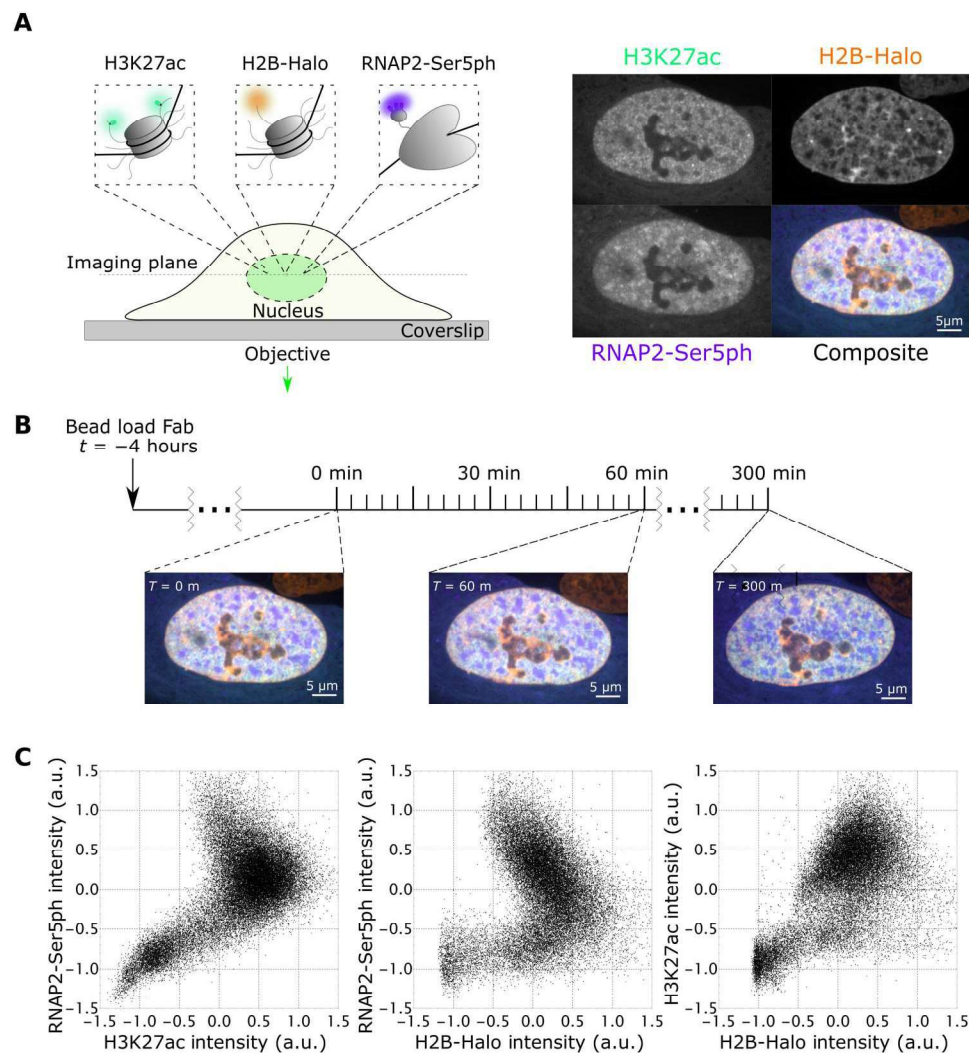 A
H3K27ac
H2B-Halo
RNAP2-Ser5ph
Imaging plane
Nucleus
Coverslip
Objective
H3K27ac
H2B-Halo
5μm
RNAP2-Ser5ph
Composite
B
Bead load Fab
t = −4 hours
0 min
30 min
60 min
300 min
T = 0 m
5 μm
T = 60 m
5 μm
T = 300 m
5 μm
C
RNAP2-Ser5ph intensity (a.u.)
1.5
1.0
0.5
0.0
−0.5
−1.0
−1.5
−1.5 −1.0 −0.5 0.0 0.5 1.0 1.5
H3K27ac intensity (a.u.)
RNAP2-Ser5ph intensity (a.u.)
1.5
1.0
0.5
0.0
−0.5
−1.0
−1.5
−1.5 −1.0 −0.5 0.0 0.5 1.0 1.5
H2B-Halo intensity (a.u.)
H3K27ac intensity (a.u.)
1.5
1.0
0.5
0.0
−0.5
−1.0
−1.5
−1.5 −1.0 −0.5 0.0 0.5 1.0 1.5
H2B-Halo intensity (a.u.)